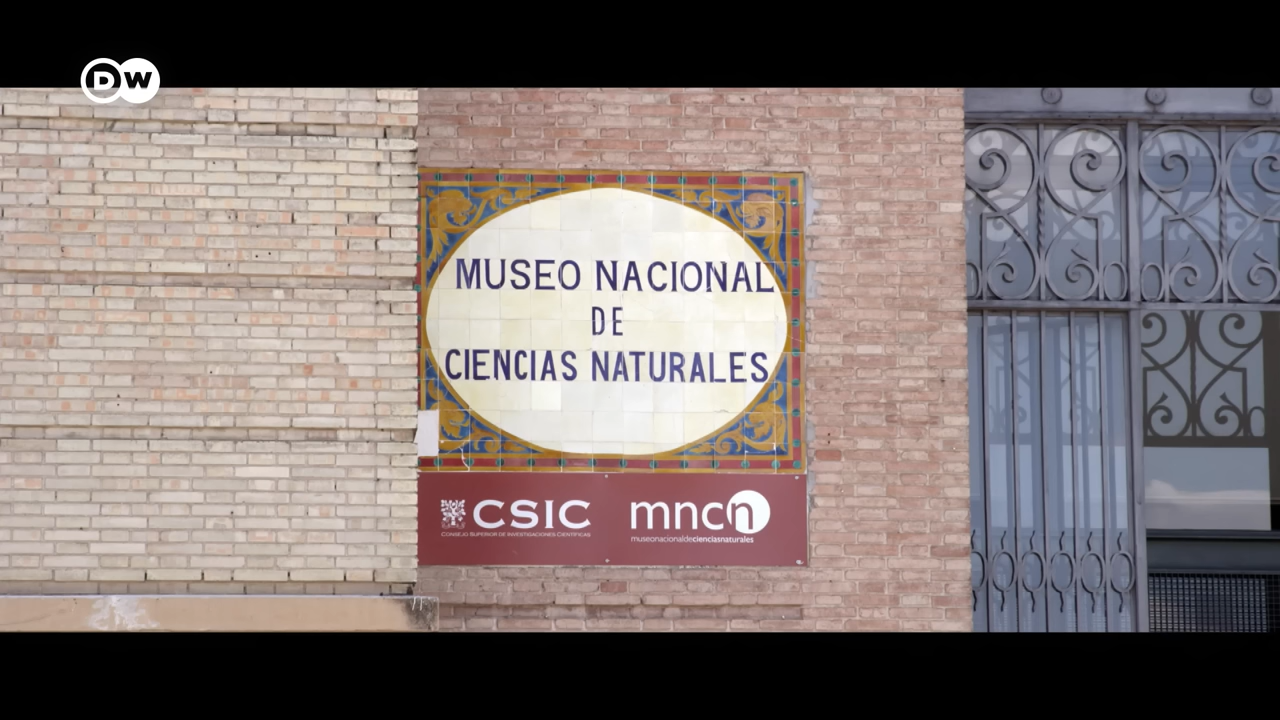 DW
MUSEO NACIONAL
DE
CIENCIAS NATURALES
CSIC
CONSEJO SUPERIOR DE INVESTIGACIONES CIENTÍFICAS
mncn
museonacionaldecienciasnaturales